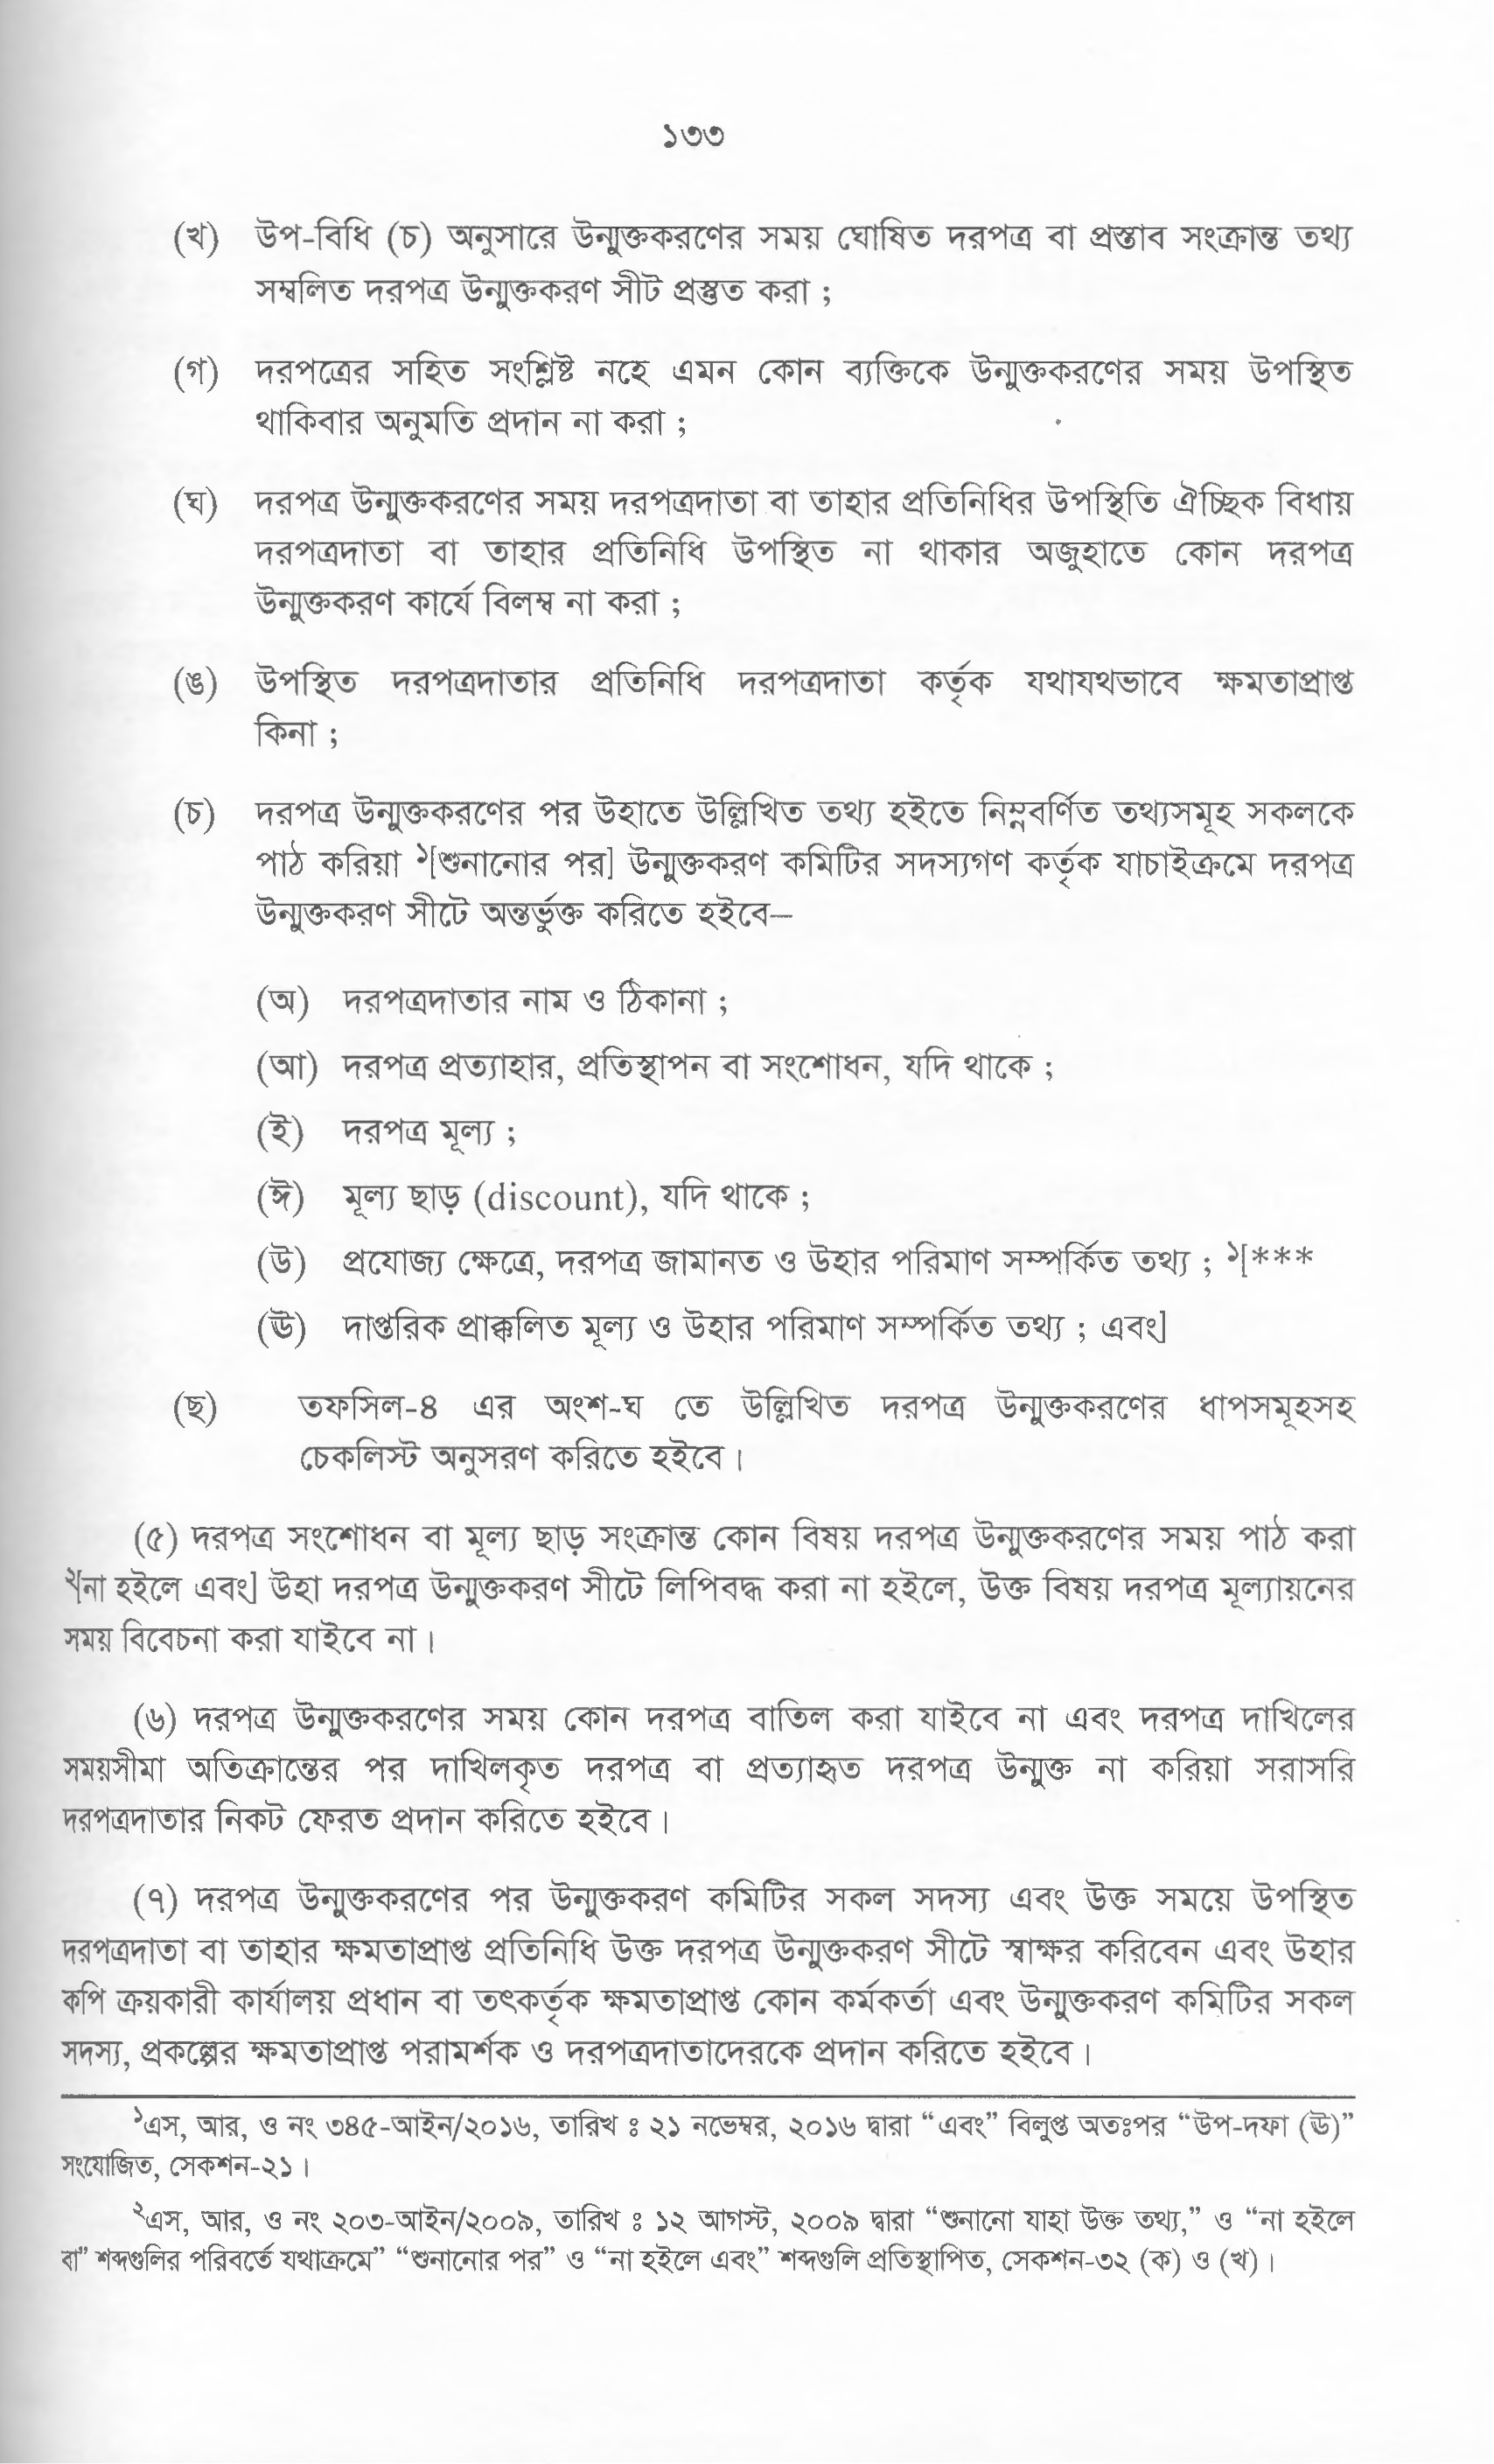 ১৩৩
(খ) উপ-বিধি (চ) অনুসারে উন্মুক্তকরণের সময় ঘোষিত দরপত্র বা প্রস্তাব সংক্রান্ত তথ্য
সম্বলিত দরপত্র উন্মুক্তকরণ সীট প্রস্তুত করা ;
(গ) দরপত্রের সহিত সংশ্লিষ্ট নহে এমন কোন ব্যক্তিকে উন্মুক্তকরণের সময় উপস্থিত
থাকিবার অনুমতি প্রদান না করা ;
(ঘ) দরপত্র উন্মুক্তকরণের সময় দরপত্রদাতা বা তাহার প্রতিনিধির উপস্থিতি ঐচ্ছিক বিধায়
দরপত্রদাতা বা তাহার প্রতিনিধি উপস্থিত না থাকার অজুহাতে কোন দরপত্র
উন্মুক্তকরণ কার্যে বিলম্ব না করা ;
(ঙ) উপস্থিত দরপত্রদাতার প্রতিনিধি দরপত্রদাতা কর্তৃক যথাযথভাবে ক্ষমতাপ্রাপ্ত
কিনা ;
(চ) দরপত্র উন্মুক্তকরণের পর উহাতে উল্লিখিত তথ্য হইতে নিম্নবর্ণিত তথ্যসমূহ সকলকে
পাঠ করিয়া ¹[শুনানোর পর] উন্মুক্তকরণ কমিটির সদস্যগণ কর্তৃক যাচাইক্রমে দরপত্র
উন্মুক্তকরণ সীটে অন্তর্ভুক্ত করিতে হইবে–
(অ) দরপত্রদাতার নাম ও ঠিকানা ;
(আ) দরপত্র প্রত্যাহার, প্রতিস্থাপন বা সংশোধন, যদি থাকে ;
(ই) দরপত্র মূল্য ;
(ঈ) মূল্য ছাড় (discount), যদি থাকে ;
(উ) প্রযোজ্য ক্ষেত্রে, দরপত্র জামানত ও উহার পরিমাণ সম্পর্কিত তথ্য ; ¹[***
(ঊ) দাপ্তরিক প্রাক্কলিত মূল্য ও উহার পরিমাণ সম্পর্কিত তথ্য ; এবং]
(ছ) তফসিল-৪ এর অংশ-ঘ তে উল্লিখিত দরপত্র উন্মুক্তকরণের ধাপসমূহসহ
চেকলিস্ট অনুসরণ করিতে হইবে।
(৫) দরপত্র সংশোধন বা মূল্য ছাড় সংক্রান্ত কোন বিষয় দরপত্র উন্মুক্তকরণের সময় পাঠ করা
²[না হইলে এবং] উহা দরপত্র উন্মুক্তকরণ সীটে লিপিবদ্ধ করা না হইলে, উক্ত বিষয় দরপত্র মূল্যায়নের
সময় বিবেচনা করা যাইবে না।
(৬) দরপত্র উন্মুক্তকরণের সময় কোন দরপত্র বাতিল করা যাইবে না এবং দরপত্র দাখিলের
সময়সীমা অতিক্রান্তের পর দাখিলকৃত দরপত্র বা প্রত্যাহৃত দরপত্র উন্মুক্ত না করিয়া সরাসরি
দরপত্রদাতার নিকট ফেরত প্রদান করিতে হইবে।
(৭) দরপত্র উন্মুক্তকরণের পর উন্মুক্তকরণ কমিটির সকল সদস্য এবং উক্ত সময়ে উপস্থিত
দরপত্রদাতা বা তাহার ক্ষমতাপ্রাপ্ত প্রতিনিধি উক্ত দরপত্র উন্মুক্তকরণ সীটে স্বাক্ষর করিবেন এবং উহার
কপি ক্রয়কারী কার্যালয় প্রধান বা তৎকর্তৃক ক্ষমতাপ্রাপ্ত কোন কর্মকর্তা এবং উন্মুক্তকরণ কমিটির সকল
সদস্য, প্রকল্পের ক্ষমতাপ্রাপ্ত পরামর্শক ও দরপত্রদাতাদেরকে প্রদান করিতে হইবে।
¹এস, আর, ও নং ৩৪৫-আইন/২০১৬, তারিখ ঃ ২১ নভেম্বর, ২০১৬ দ্বারা “এবং” বিলুপ্ত অতঃপর “উপ-দফা (ঊ)”
সংযোজিত, সেকশন-২১।
²এস, আর, ও নং ২০৩-আইন/২০০৯, তারিখ ঃ ১২ আগস্ট, ২০০৯ দ্বারা “শুনানো যাহা উক্ত তথ্য,” ও “না হইলে
বা” শব্দগুলির পরিবর্তে যথাক্রমে” “শুনানোর পর” ও “না হইলে এবং” শব্দগুলি প্রতিস্থাপিত, সেকশন-৩২ (ক) ও (খ)।